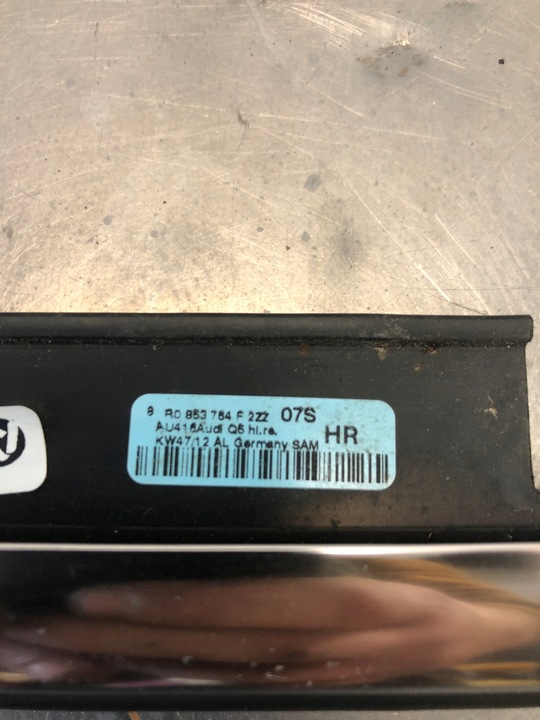 8 R0 853 764 F 2ZZ 07S
AU416Audi Q5 hi.re. HR
KW47/12 AL Germany SAM